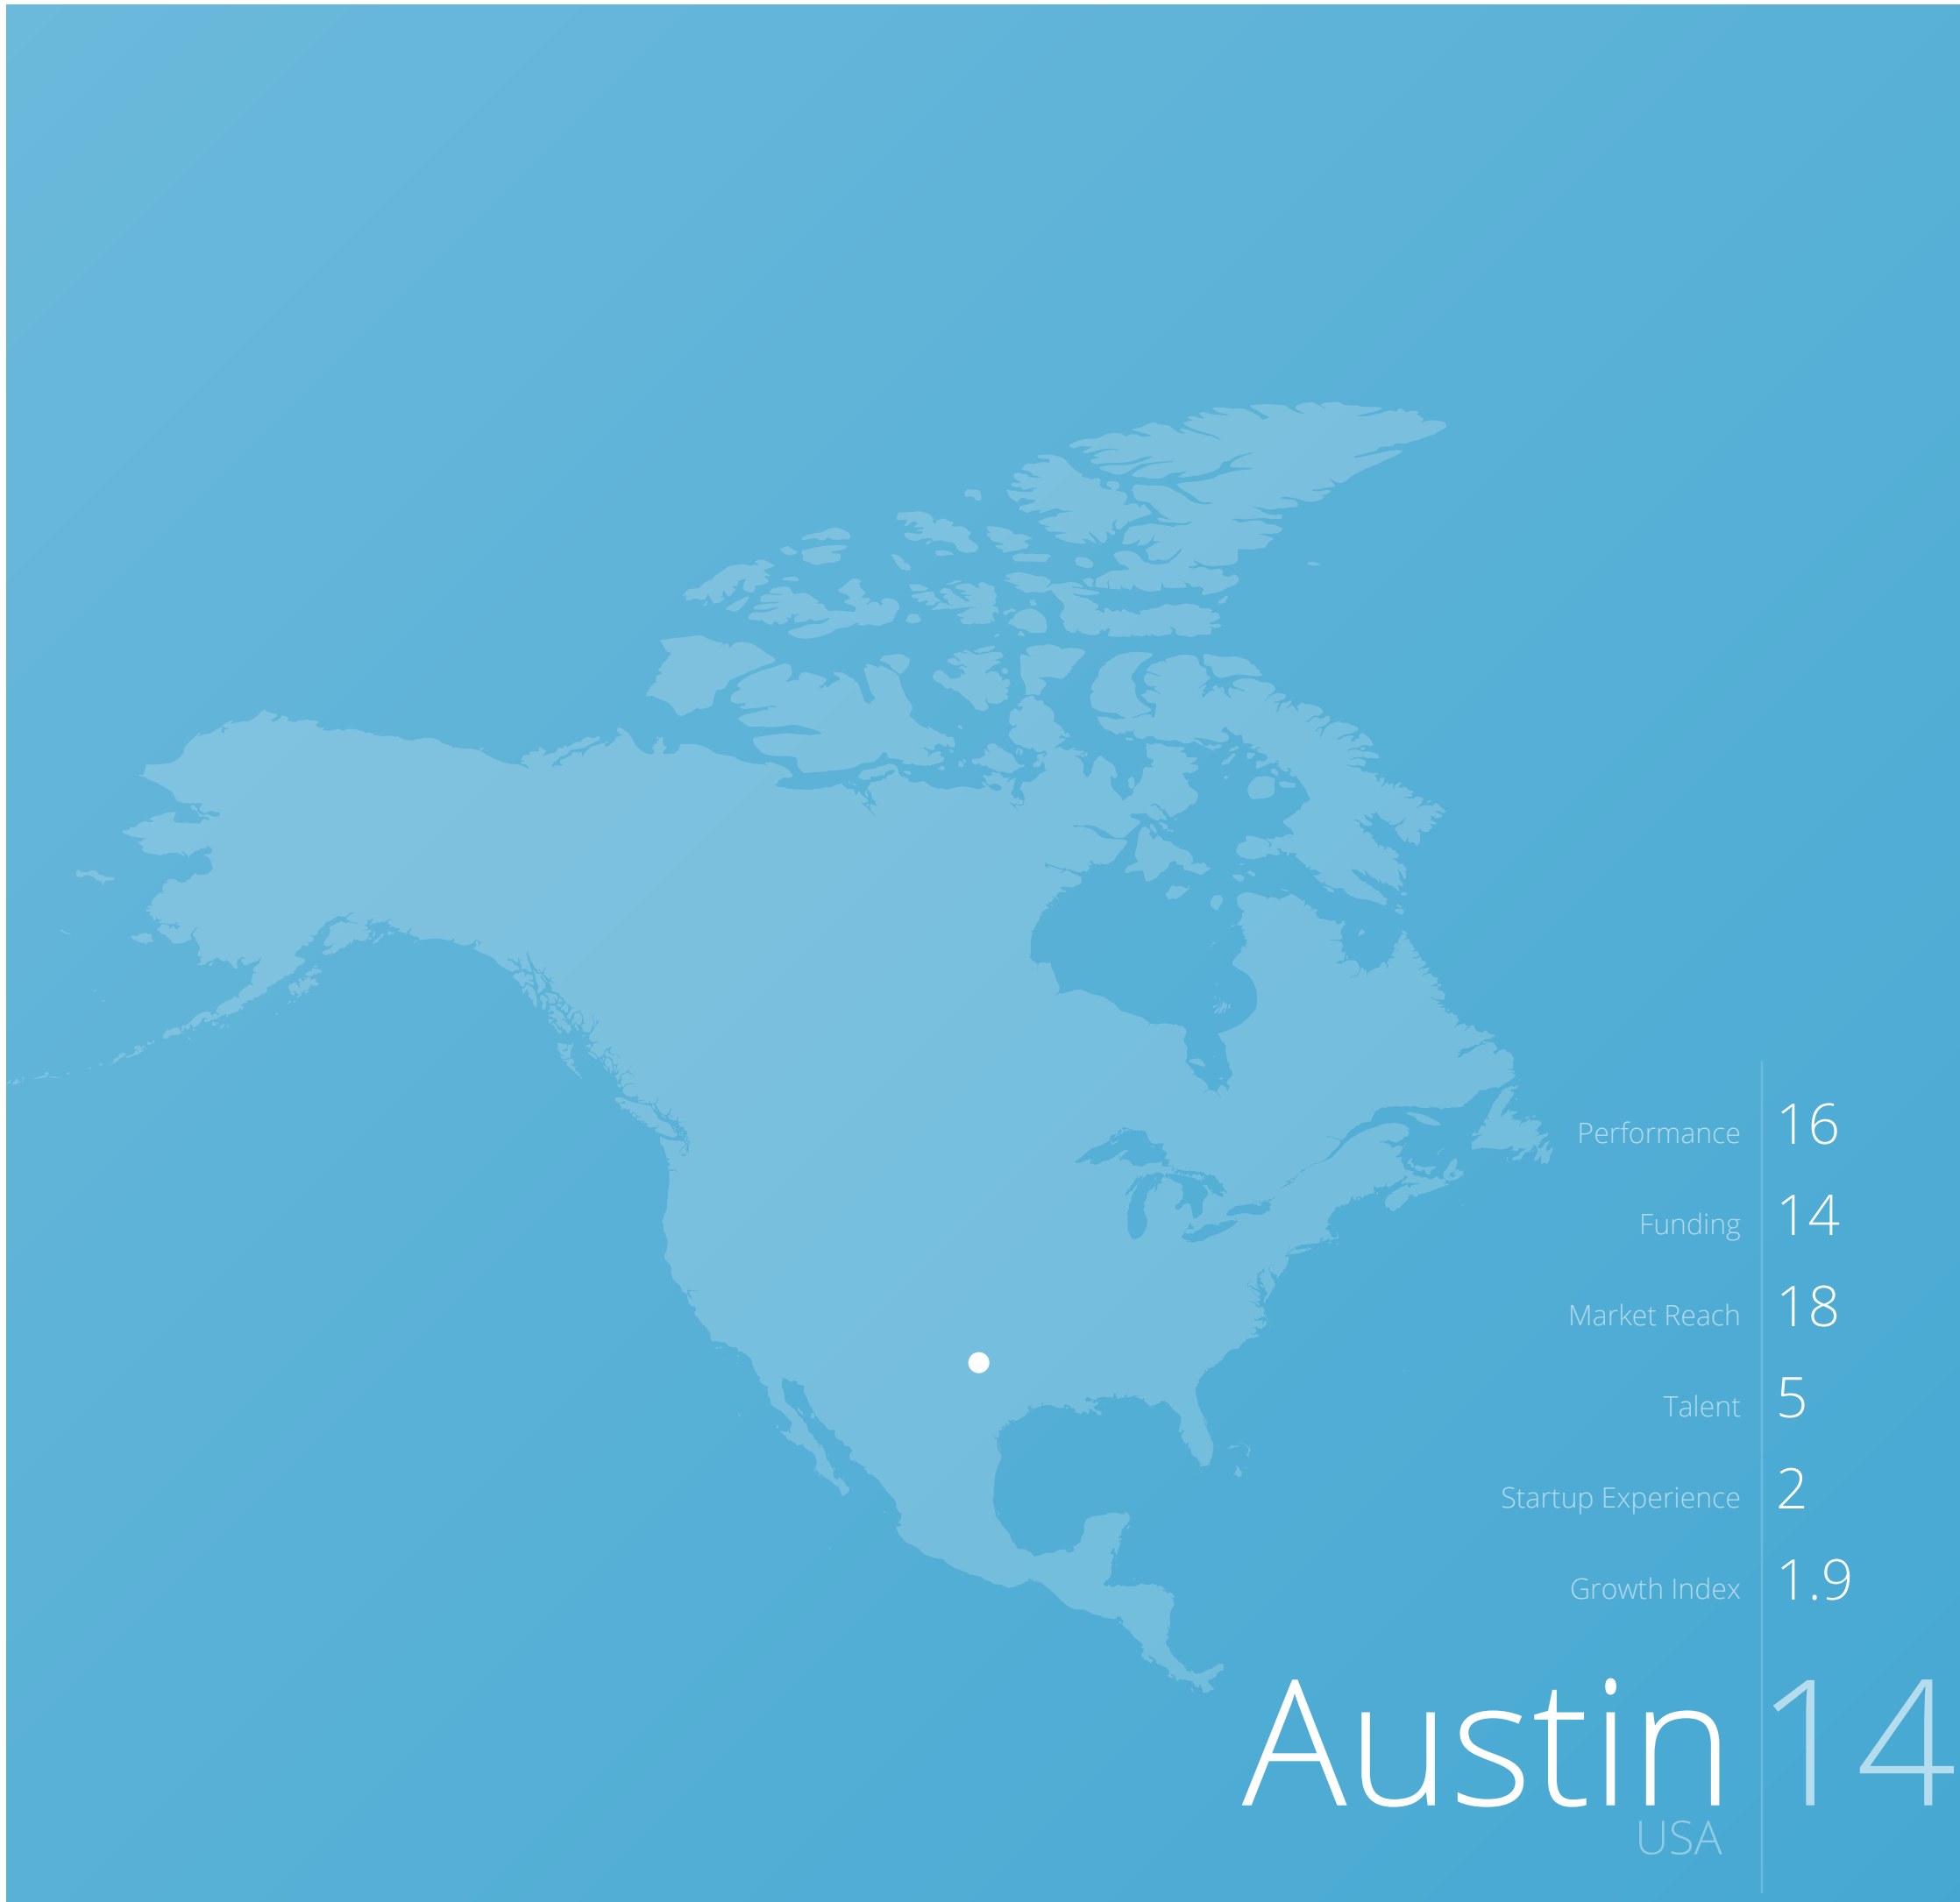 Performance 16
Funding 14
Market Reach 18
Talent 5
Startup Experience 2
Growth Index 1.9
Austin 14
USA